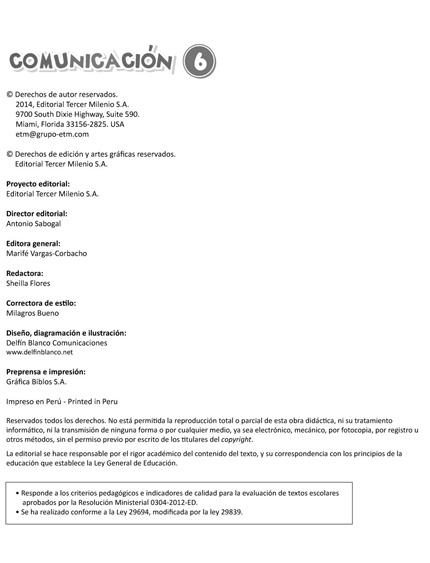 COMUNICACIÓN 6
© Derechos de autor reservados.
2014, Editorial Tercer Milenio S.A.
9700 South Dixie Highway, Suite 590.
Miami, Florida 33156-2825. USA
etm@grupo-etm.com
© Derechos de edición y artes gráficas reservados.
Editorial Tercer Milenio S.A.
Proyecto editorial:
Editorial Tercer Milenio S.A.
Director editorial:
Antonio Sabogal
Editora general:
Marifé Vargas-Corbacho
Redactora:
Sheilla Flores
Correctora de estilo:
Milagros Bueno
Diseño, diagramación e ilustración:
Delfín Blanco Comunicaciones
www.delfinblanco.net
Preprensa e impresión:
Gráfica Biblos S.A.
Impreso en Perú - Printed in Peru
Reservados todos los derechos. No está permitida la reproducción total o parcial de esta obra didáctica, ni su tratamiento
informático, ni la transmisión de ninguna forma o por cualquier medio, ya sea electrónico, mecánico, por fotocopia, por registro u
otros métodos, sin el permiso previo por escrito de los titulares del copyright.
La editorial se hace responsable por el rigor académico del contenido del texto, y su correspondencia con los principios de la
educación que establece la Ley General de Educación.
• Responde a los criterios pedagógicos e indicadores de calidad para la evaluación de textos escolares
aprobados por la Resolución Ministerial 0304-2012-ED.
• Se ha realizado conforme a la Ley 29694, modificada por la ley 29839.